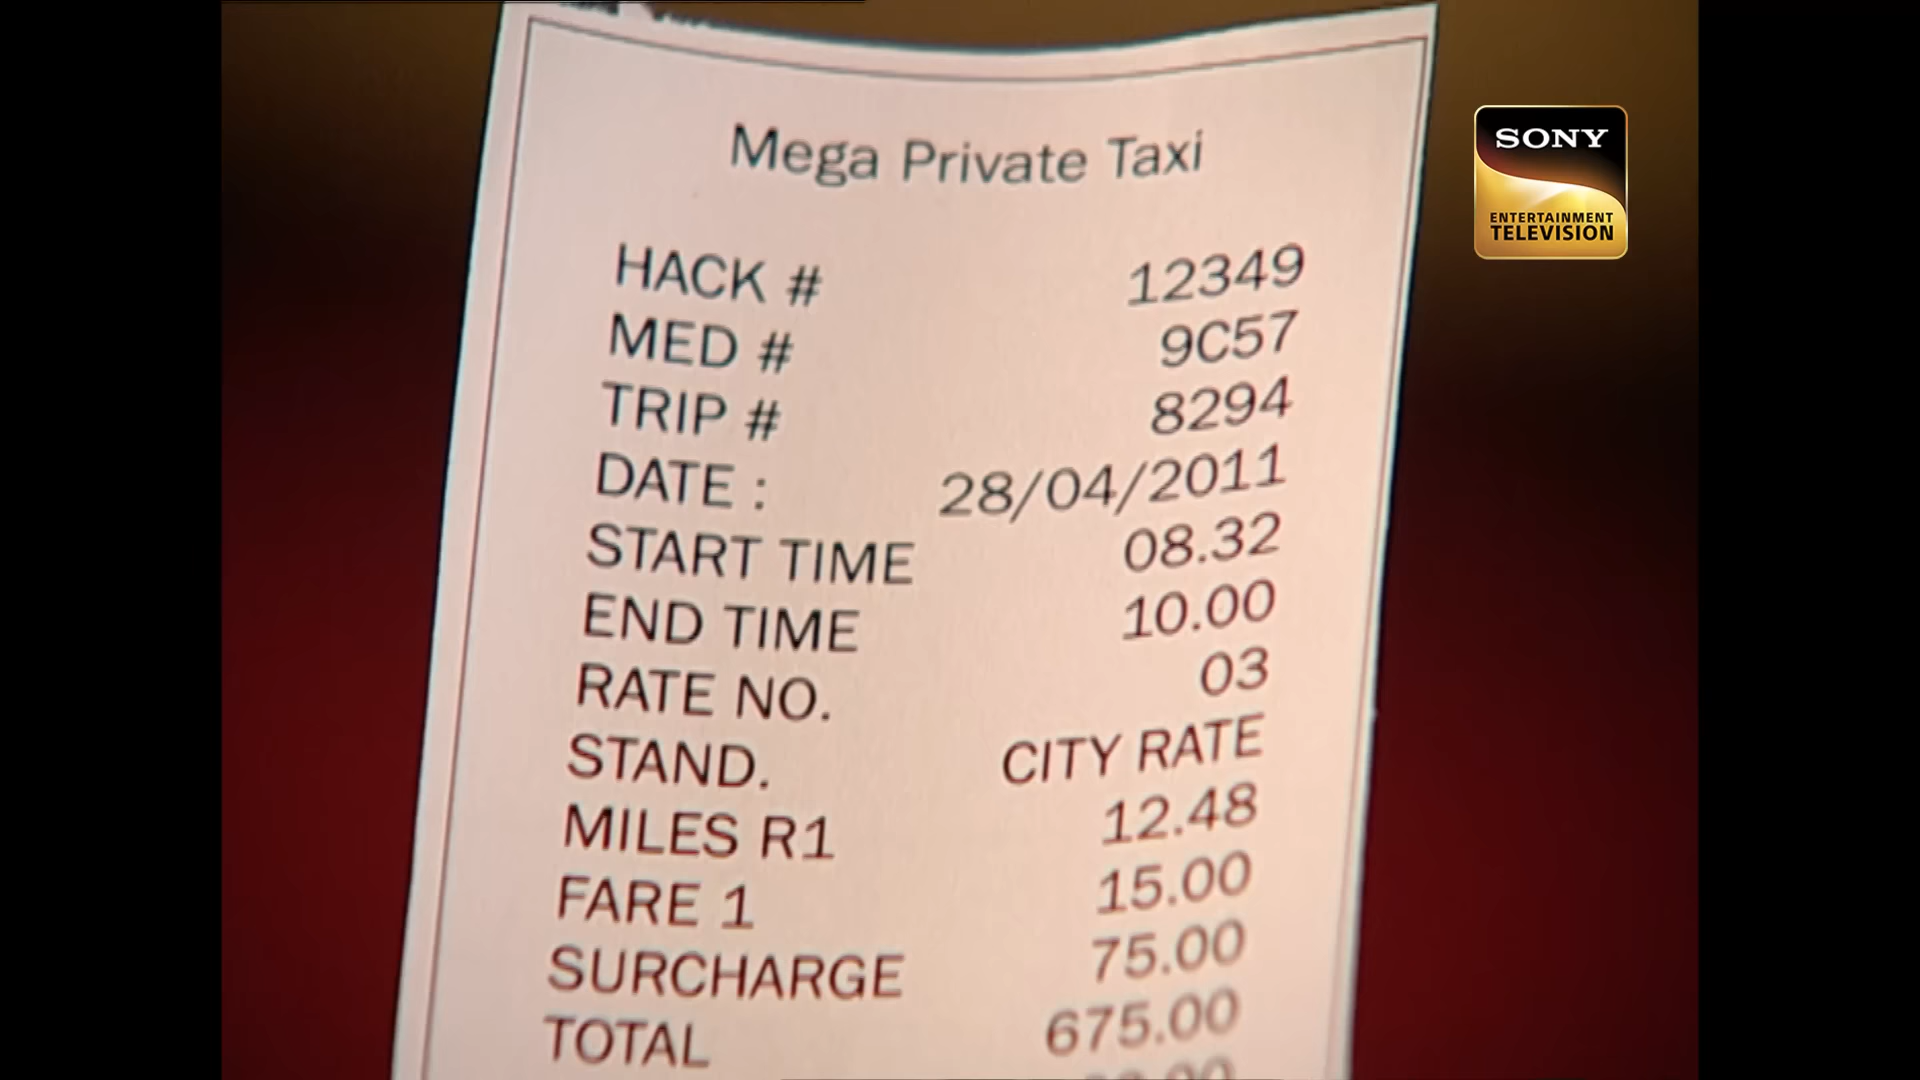 Mega Private Taxi
HACK # 12349
MED # 9C57
TRIP # 8294
DATE : 28/04/2011
START TIME 08.32
END TIME 10.00
RATE NO. 03
STAND. CITY RATE
MILES R1 12.48
FARE 1 15.00
SURCHARGE 75.00
TOTAL 675.00
SONY
ENTERTAINMENT
TELEVISION